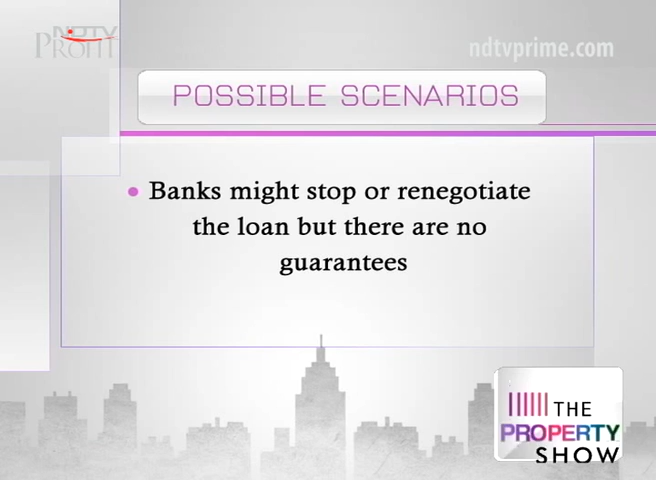 NDTV
PROFIT
ndtvprime.com
POSSIBLE SCENARIOS
• Banks might stop or renegotiate
the loan but there are no
guarantees
THE
PROPERTY
SHOW